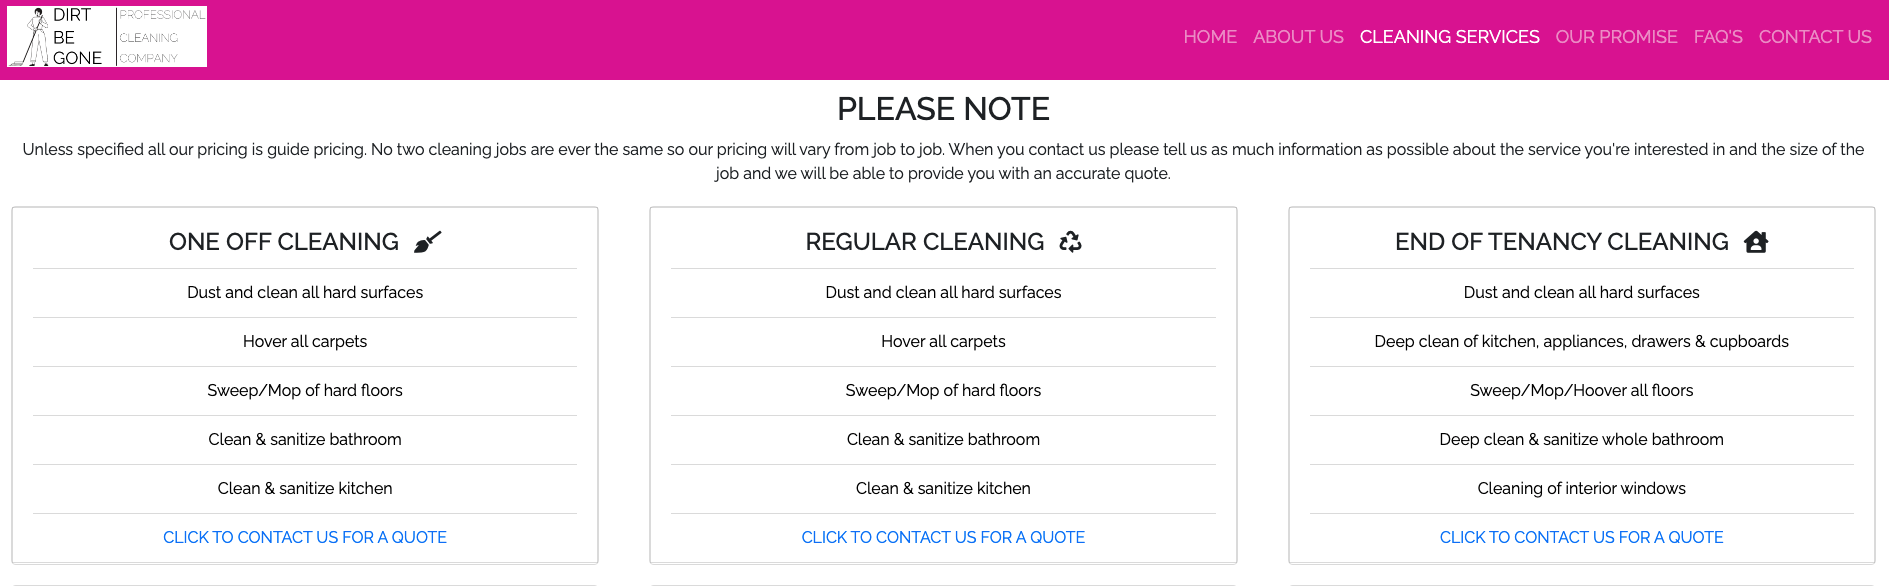 DIRT
BE
GONE
PROFESSIONAL
CLEANING
COMPANY
HOME ABOUT US CLEANING SERVICES OUR PROMISE FAQ'S CONTACT US
PLEASE NOTE
Unless specified all our pricing is guide pricing. No two cleaning jobs are ever the same so our pricing will vary from job to job. When you contact us please tell us as much information as possible about the service you're interested in and the size of the
job and we will be able to provide you with an accurate quote.
ONE OFF CLEANING
Dust and clean all hard surfaces
Hover all carpets
Sweep/Mop of hard floors
Clean & sanitize bathroom
Clean & sanitize kitchen
CLICK TO CONTACT US FOR A QUOTE
REGULAR CLEANING
Dust and clean all hard surfaces
Hover all carpets
Sweep/Mop of hard floors
Clean & sanitize bathroom
Clean & sanitize kitchen
CLICK TO CONTACT US FOR A QUOTE
END OF TENANCY CLEANING
Dust and clean all hard surfaces
Deep clean of kitchen, appliances, drawers & cupboards
Sweep/Mop/Hoover all floors
Deep clean & sanitize whole bathroom
Cleaning of interior windows
CLICK TO CONTACT US FOR A QUOTE